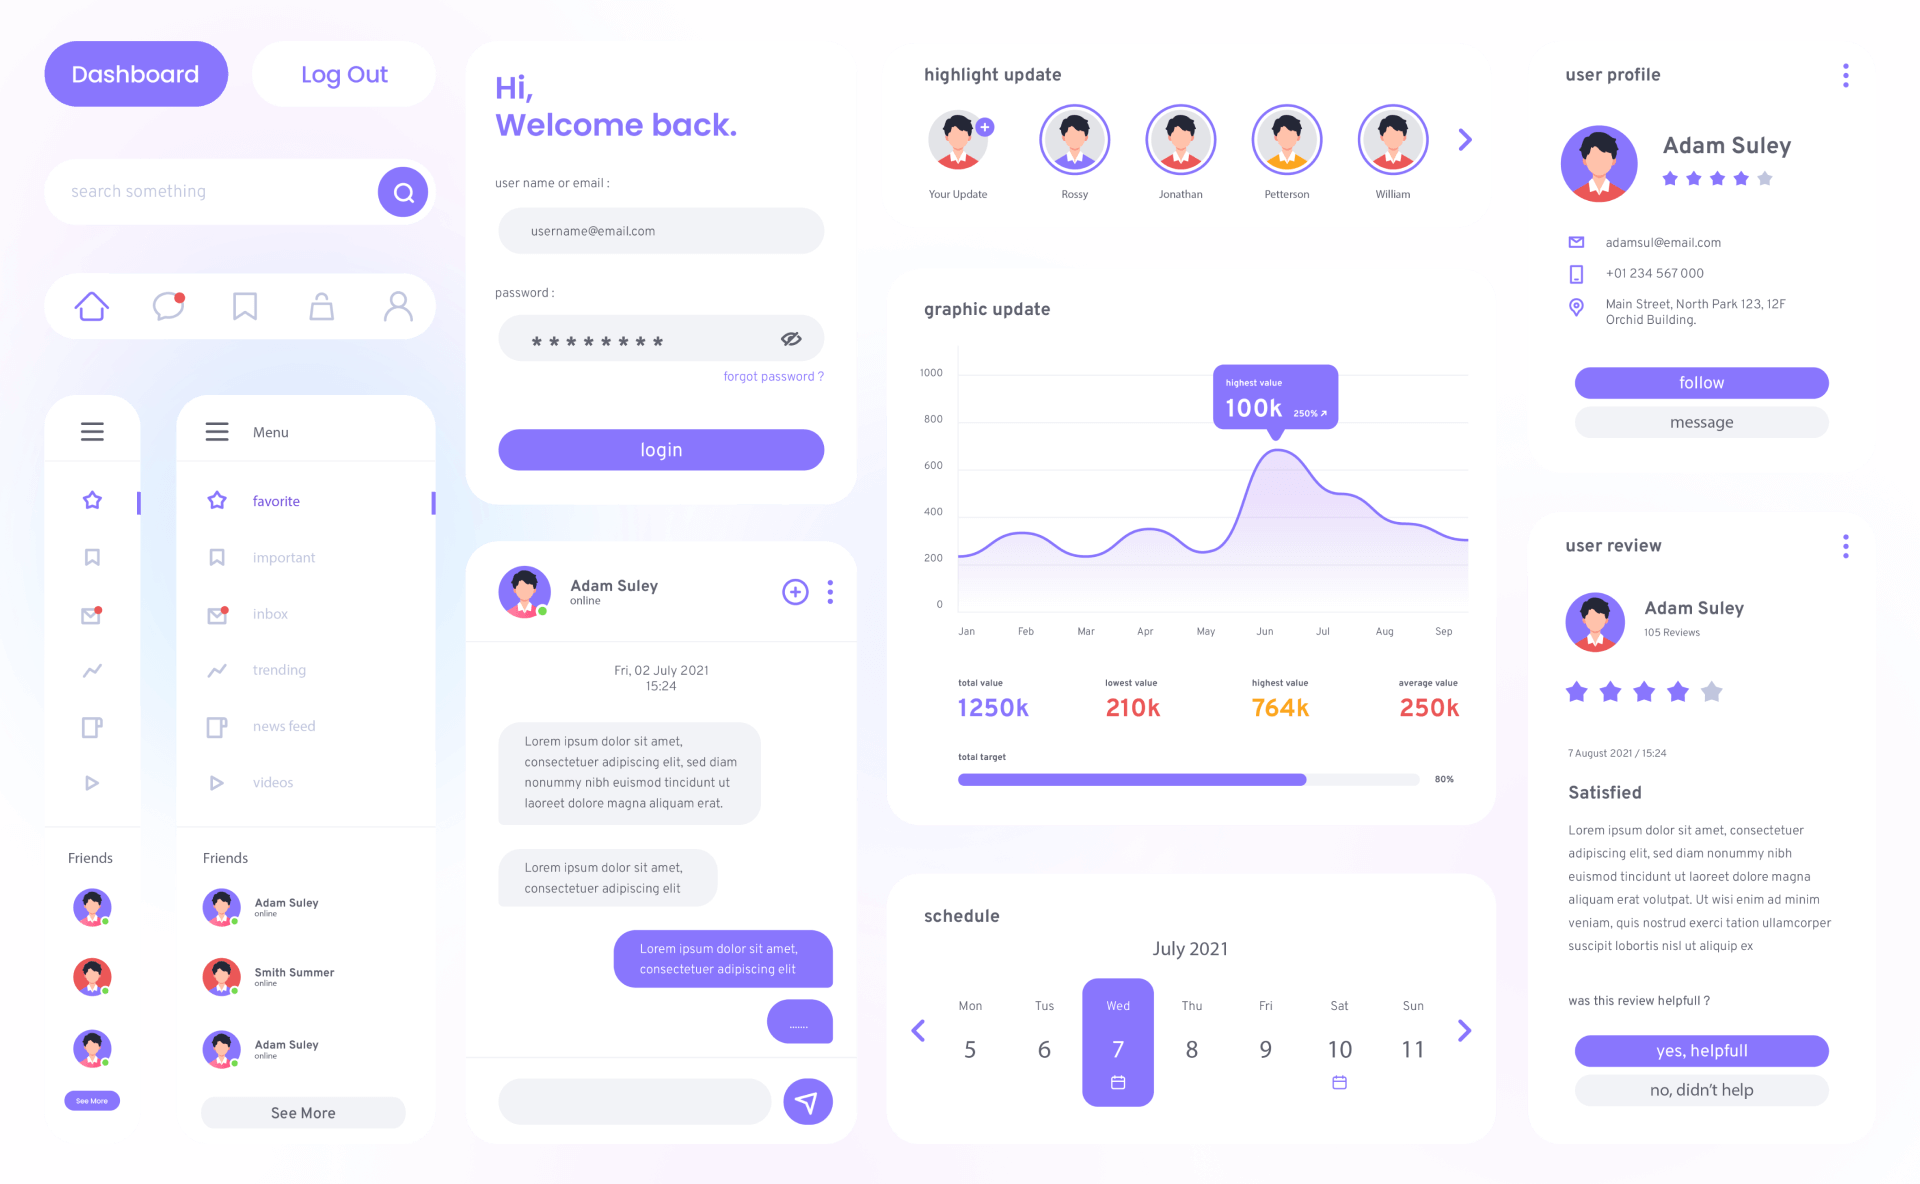 Dashboard
Log Out
search something
Menu
favorite
important
inbox
trending
news feed
videos
Friends
See More
Friends
Adam Suley
online
Smith Summer
online
Adam Suley
online
See More
Hi,
Welcome back.
user name or email :
username@email.com
password :
* * * * * * * *
forgot password ?
login
Adam Suley
online
Fri, 02 July 2021
15:24
Lorem ipsum dolor sit amet,
consectetuer adipiscing elit, sed diam
nonummy nibh euismod tincidunt ut
laoreet dolore magna aliquam erat.
Lorem ipsum dolor sit amet,
consectetuer adipiscing elit
Lorem ipsum dolor sit amet,
consectetuer adipiscing elit
.......
highlight update
Your Update
Rossy
Jonathan
Petterson
William
graphic update
1000
800
600
400
200
0
highest value
100k 250%
Jan Feb Mar Apr May Jun Jul Aug Sep
total value
1250k
lowest value
210k
highest value
764k
average value
250k
total target
80%
schedule
July 2021
Mon Tus Wed Thu Fri Sat Sun
5 6 7 8 9 10 11
user profile
Adam Suley
adamsul@email.com
+01 234 567 000
Main Street, North Park 123, 12F
Orchid Building.
follow
message
user review
Adam Suley
105 Reviews
7 August 2021 / 15:24
Satisfied
Lorem ipsum dolor sit amet, consectetuer
adipiscing elit, sed diam nonummy nibh
euismod tincidunt ut laoreet dolore magna
aliquam erat volutpat. Ut wisi enim ad minim
veniam, quis nostrud exerci tation ullamcorper
suscipit lobortis nisl ut aliquip ex
was this review helpfull ?
yes, helpfull
no, didn't help